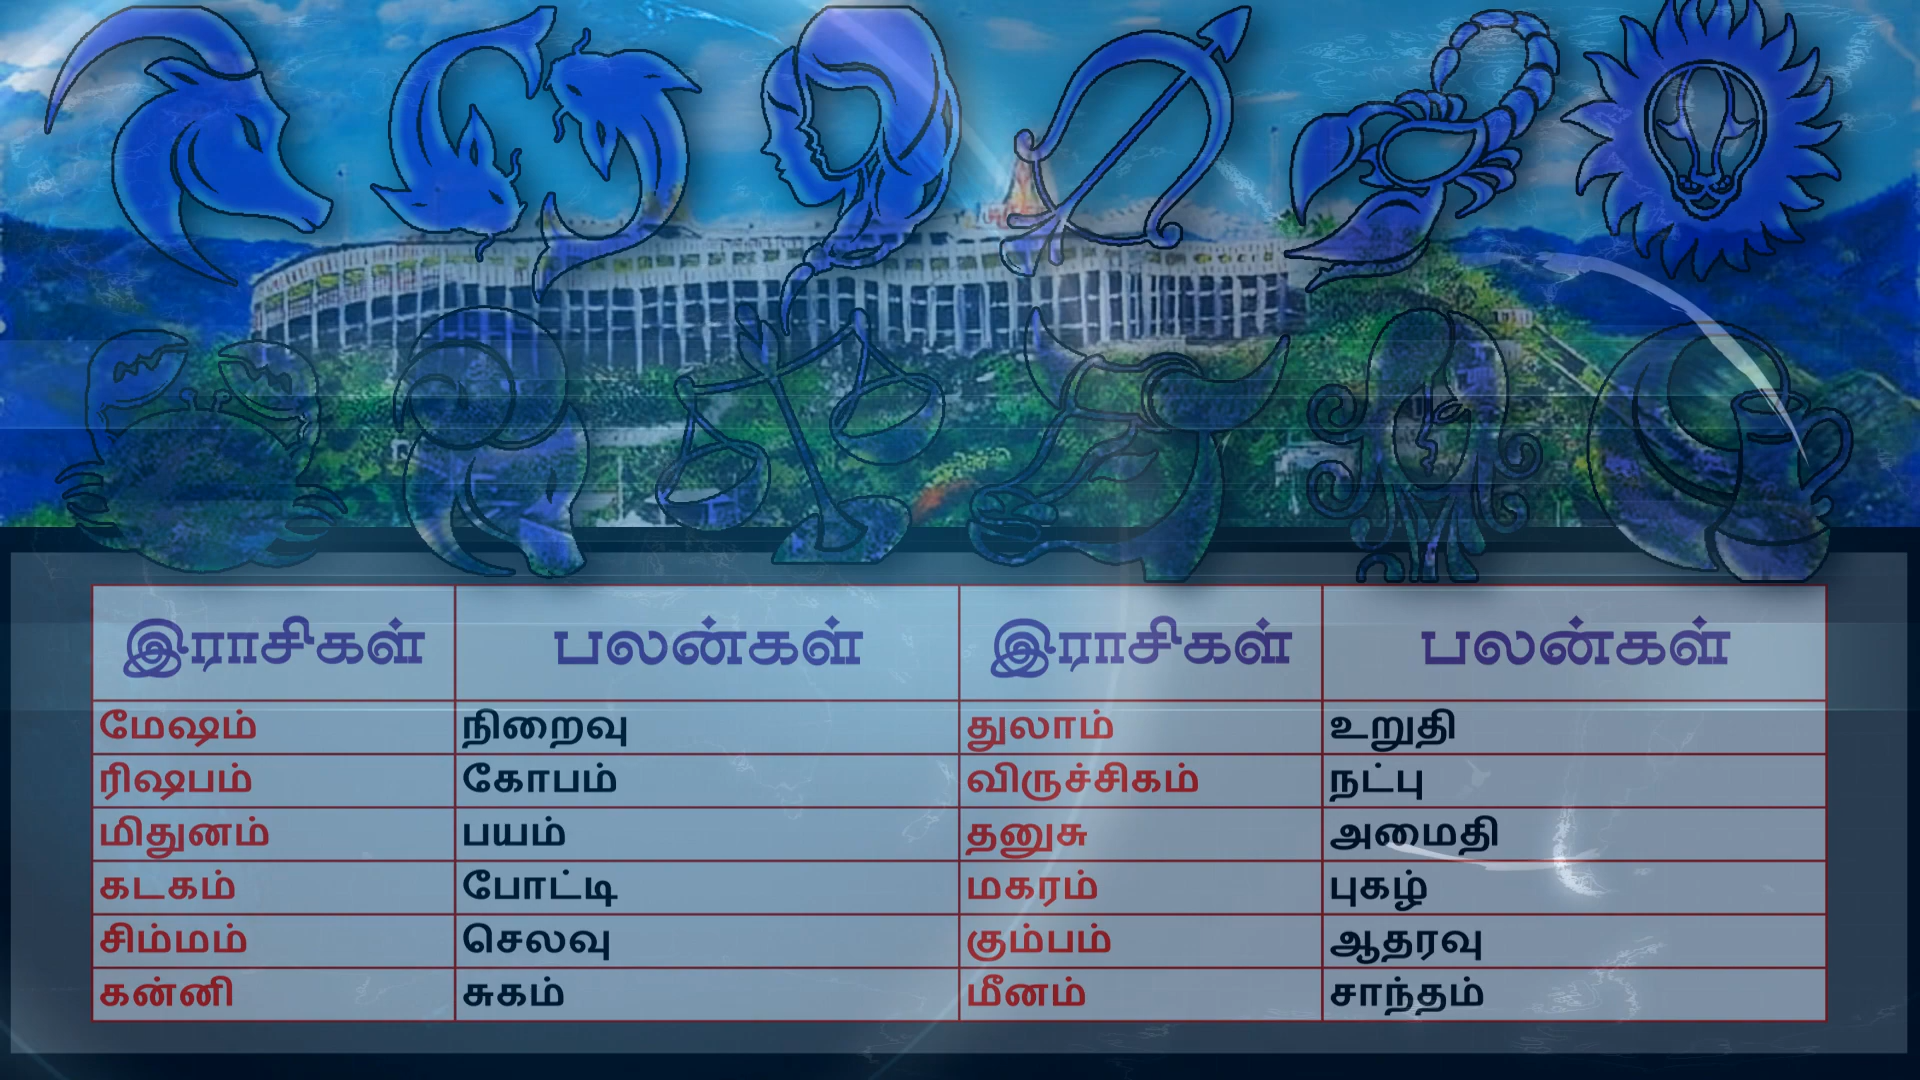 இராசிகள் பலன்கள் இராசிகள் பலன்கள்
மேஷம் நிறைவு துலாம் உறுதி
ரிஷபம் கோபம் விருச்சிகம் நட்பு
மிதுனம் பயம் தனுசு அமைதி
கடகம் போட்டி மகரம் புகழ்
சிம்மம் செலவு கும்பம் ஆதரவு
கன்னி சுகம் மீனம் சாந்தம்